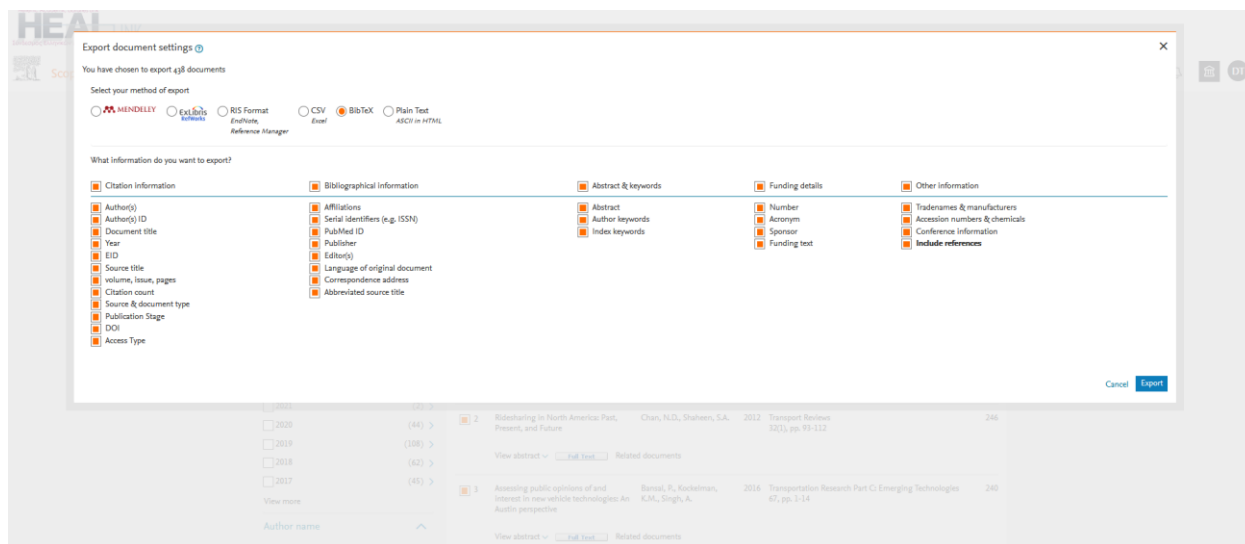 HEAL
Export document settings
You have chosen to export 438 documents
Select your method of export
MENDELEY
ExLibris
RefWorks
RIS Format
EndNote,
Reference Manager
CSV
Excel
BibTeX
Plain Text
ASCII in HTML
What information do you want to export?
Citation information
Author(s)
Author(s) ID
Document title
Year
EID
Source title
volume, issue, pages
Citation count
Source & document type
Publication Stage
DOI
Access Type
Bibliographical information
Affiliations
Serial identifiers (e.g. ISSN)
PubMed ID
Publisher
Editor(s)
Language of original document
Correspondence address
Abbreviated source title
Abstract & keywords
Abstract
Author keywords
Index keywords
Funding details
Number
Acronym
Sponsor
Funding text
Other information
Tradenames & manufacturers
Accession numbers & chemicals
Conference information
Include references
Cancel Export
2021 (2) >
2020 (44) >
2019 (108) >
2018 (62) >
2017 (45) >
View more
Author name
2 Ridesharing in North America: Past, Chan, N.D., Shaheen, S.A. 2012 Transport Reviews 246
Present, and Future 32(1), pp. 93-112
View abstract Full Text Related documents
3 Assessing public opinions of and Bansal, P., Kockelman, 2016 Transportation Research Part C: Emerging Technologies 240
interest in new vehicle technologies: An K.M., Singh, A. 67, pp. 1-14
Austin perspective
View abstract Full Text Related documents